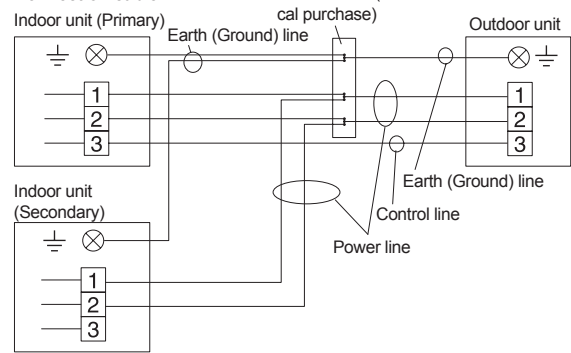 Indoor unit (Primary)
Earth (Ground) line
cal purchase)
Outdoor unit
1
2
3
1
2
3
Earth (Ground) line
Control line
Power line
Indoor unit
(Secondary)
1
2
3